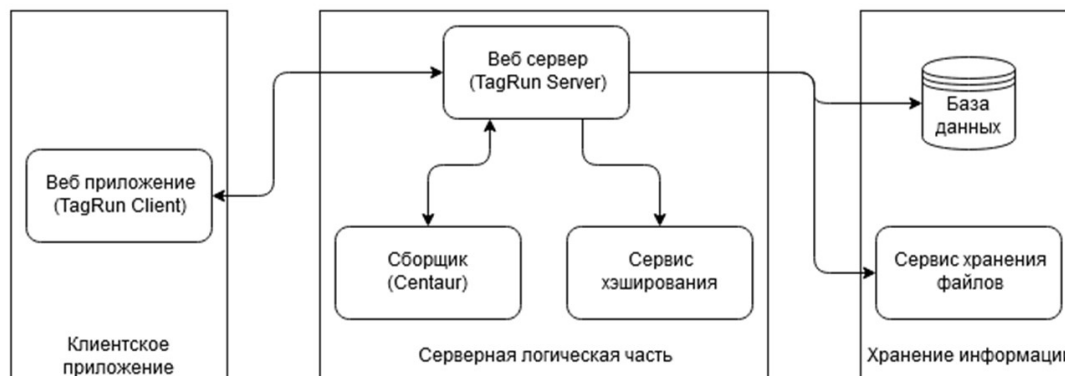 Веб сервер
(TagRun Server)
База
данных
Веб приложение
(TagRun Client)
Сборщик
(Centaur)
Сервис
хэширования
Сервис хранения
файлов
Клиентское
приложение
Серверная логическая часть
Хранение информации